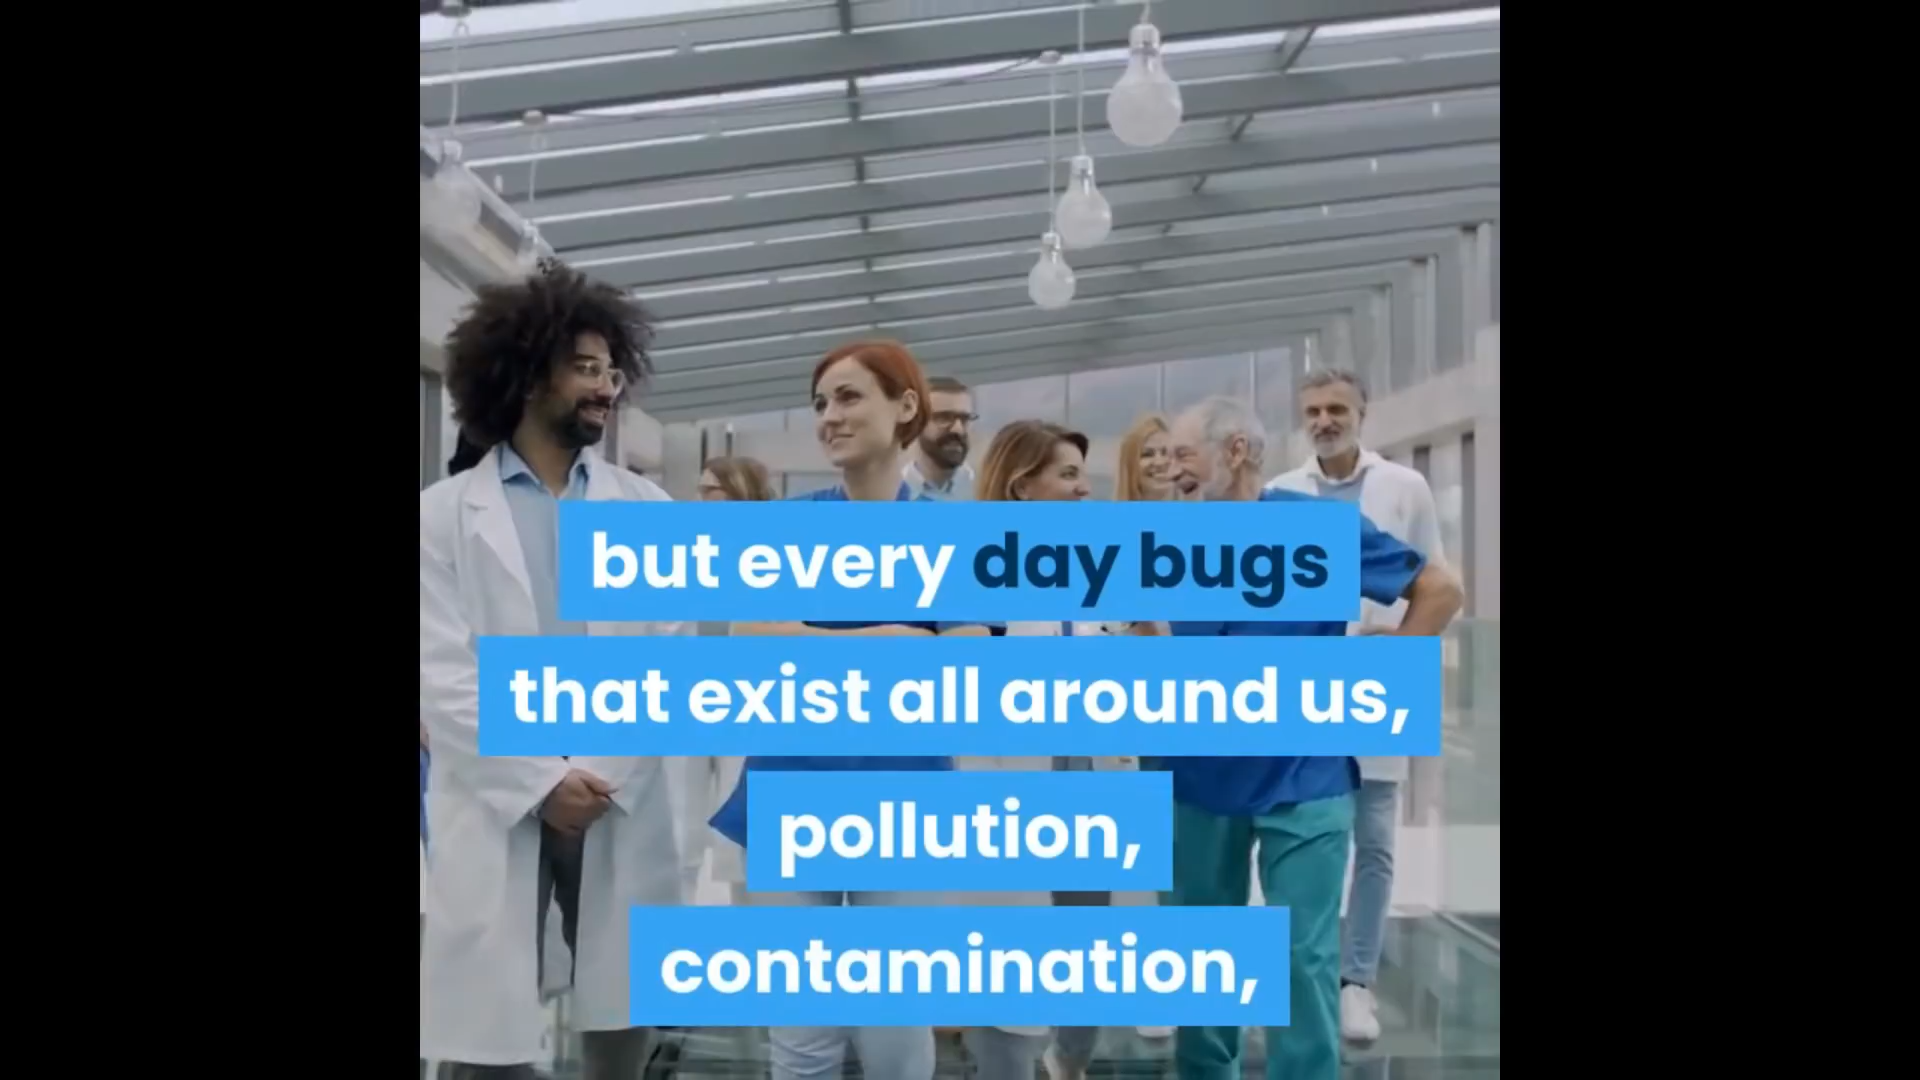 but every day bugs
that exist all around us,
pollution,
contamination,